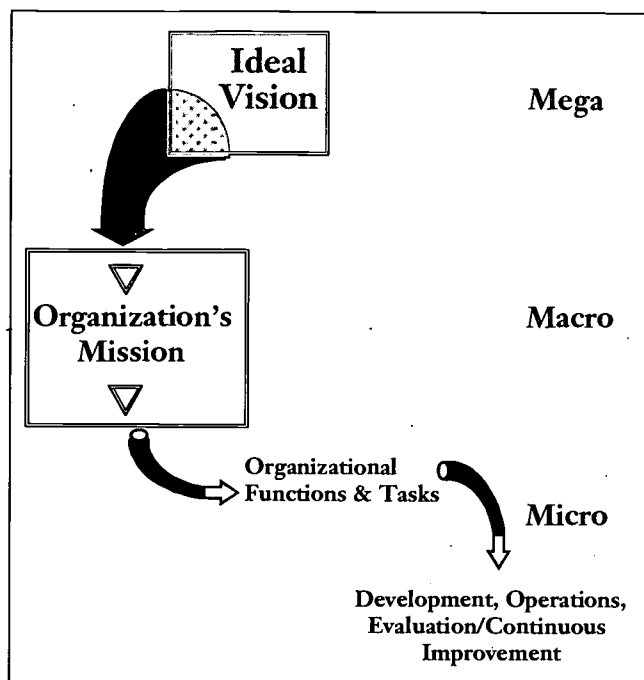 Ideal
Vision
Mega
Organization's
Mission
Macro
Organizational
Functions & Tasks
Micro
Development, Operations,
Evaluation/Continuous
Improvement